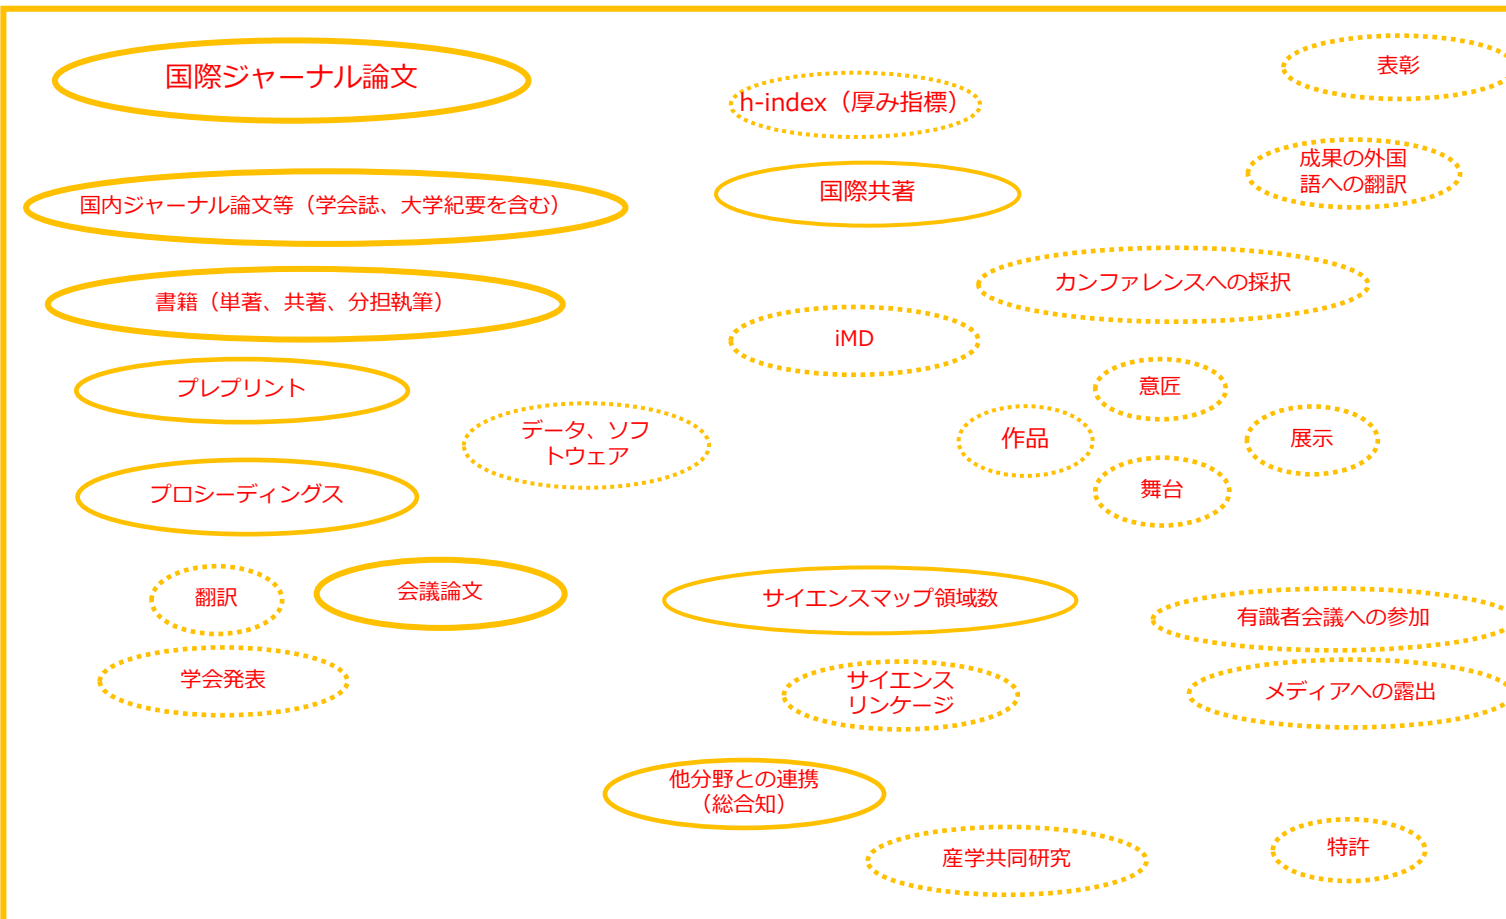 国際ジャーナル論文
表彰
h-index（厚み指標）
成果の外国
語への翻訳
国際共著
国内ジャーナル論文等（学会誌、大学紀要を含む）
カンファレンスへの採択
書籍（単著、共著、分担執筆）
iMD
プレプリント
意匠
データ、ソフ
トウェア
作品
展示
プロシーディングス
舞台
翻訳
会議論文
サイエンスマップ領域数
有識者会議への参加
学会発表
サイエンス
リンケージ
メディアへの露出
他分野との連携
（総合知）
産学共同研究
特許